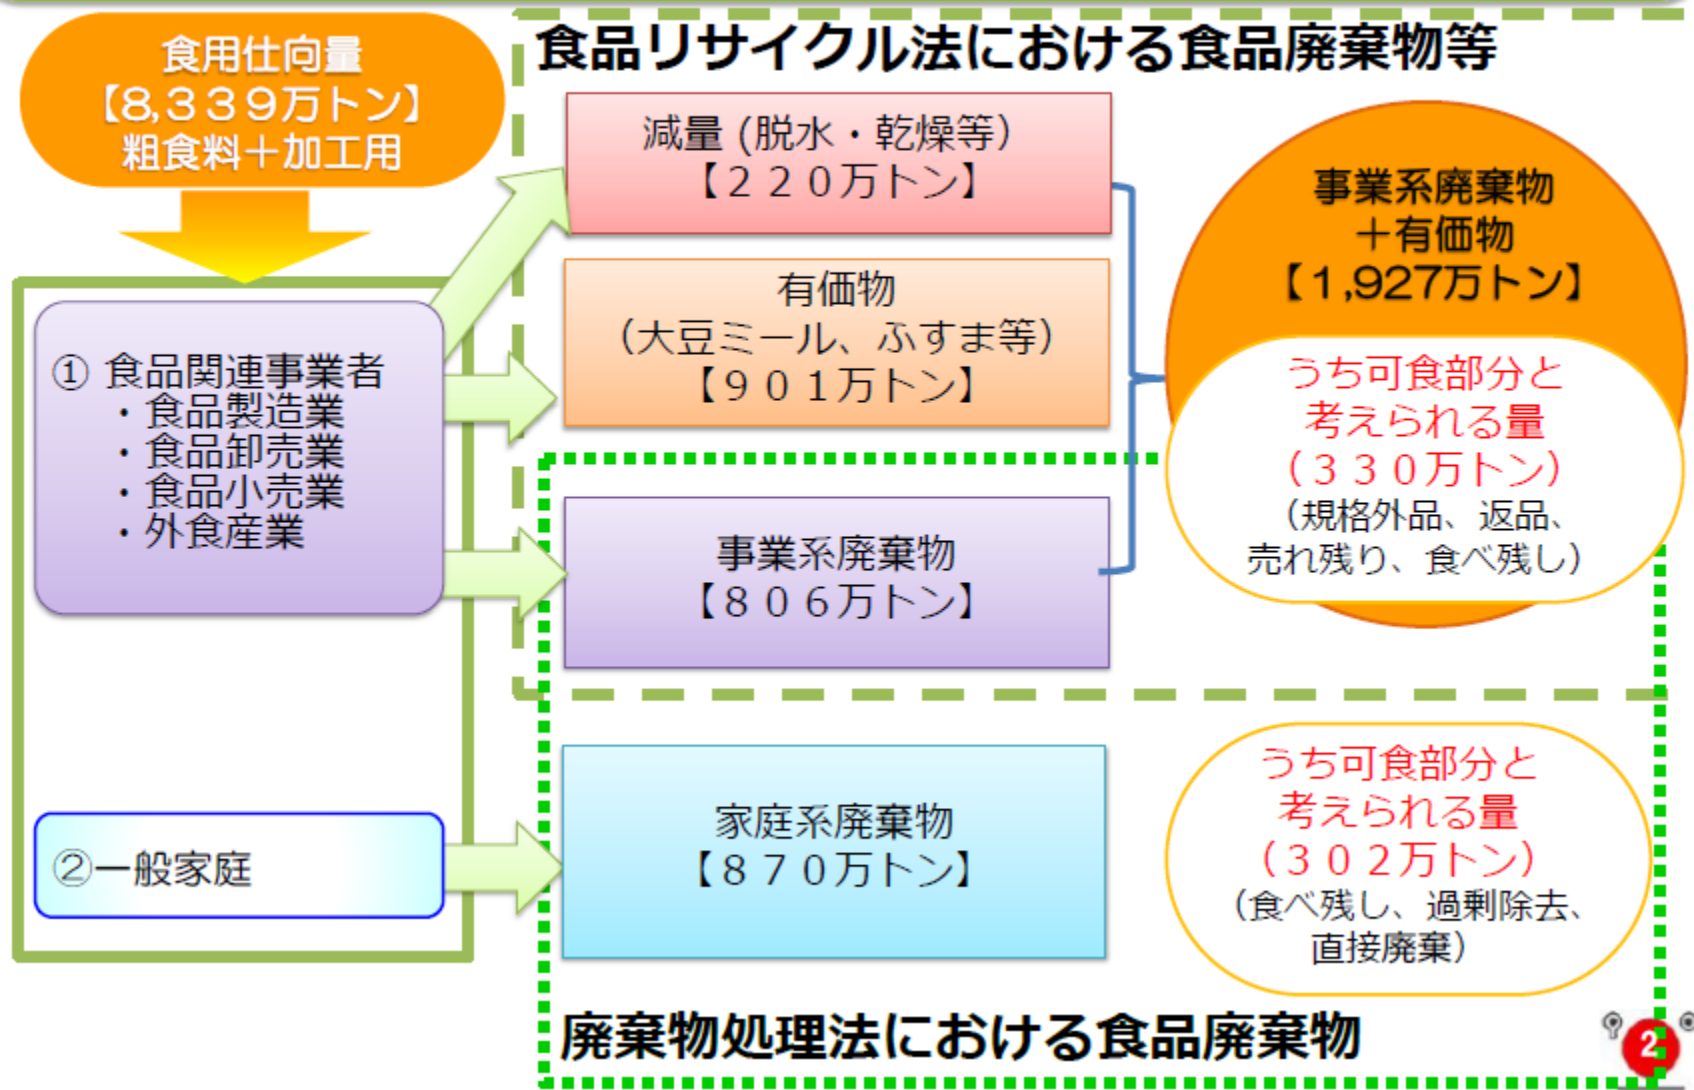 食用仕向量
【8,３３９万トン】
粗食料＋加工用
食品リサイクル法における食品廃棄物等
減量 (脱水・乾燥等）
【２２０万トン】
有価物
（大豆ミール、ふすま等）
【９０１万トン】
事業系廃棄物
＋有価物
【１,927万トン】
うち可食部分と
考えられる量
（３３０万トン）
（規格外品、返品、
売れ残り、食べ残し）
① 食品関連事業者
・食品製造業
・食品卸売業
・食品小売業
・外食産業
事業系廃棄物
【８０６万トン】
②一般家庭
家庭系廃棄物
【８７０万トン】
うち可食部分と
考えられる量
（３０２万トン）
（食べ残し、過剰除去、
直接廃棄）
廃棄物処理法における食品廃棄物
2